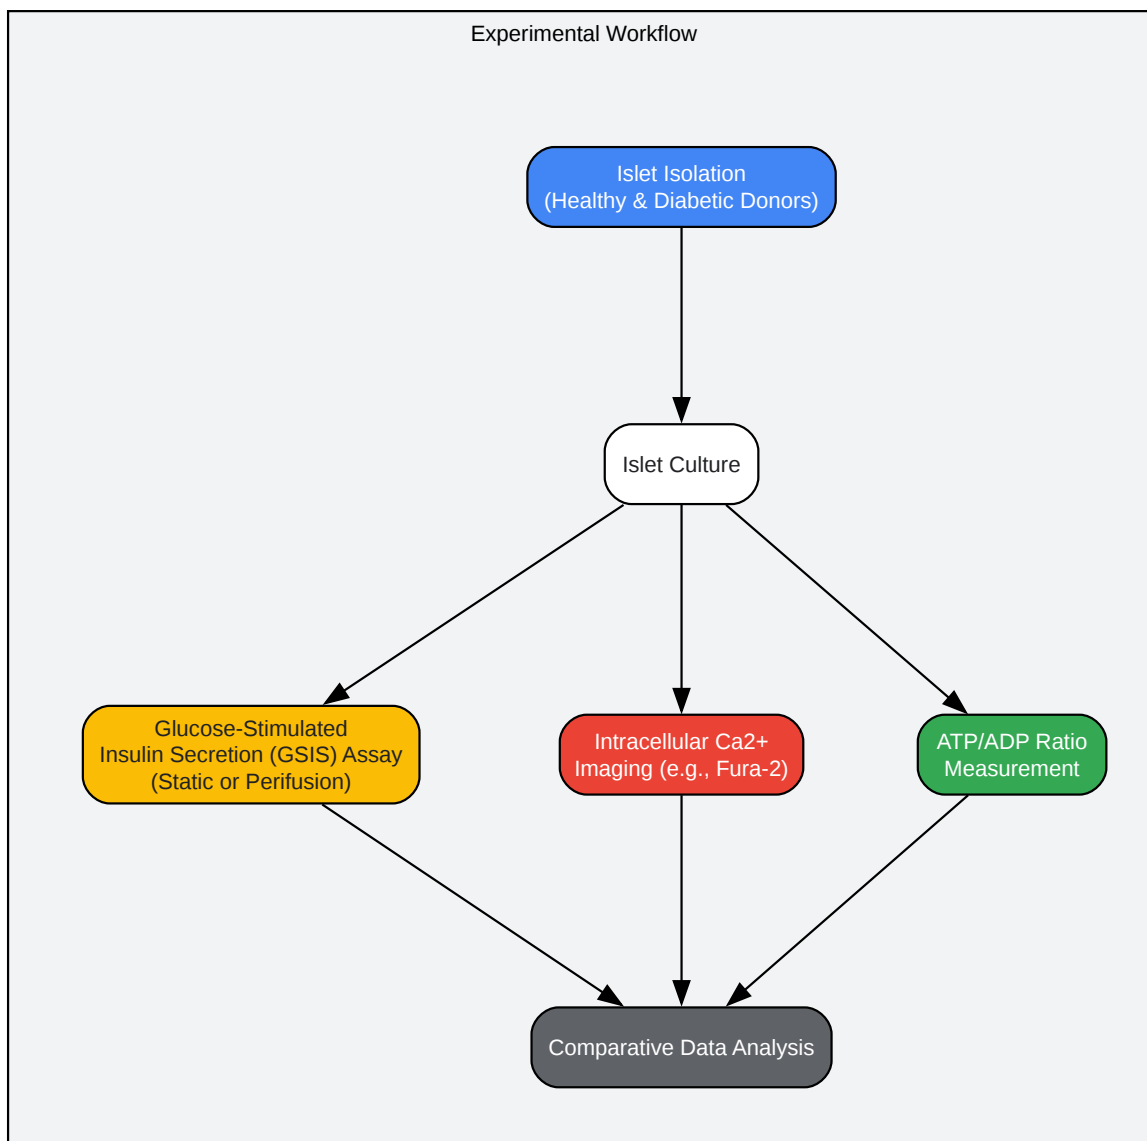 Experimental Workflow
Islet Isolation
(Healthy & Diabetic Donors)
Islet Culture
Glucose-Stimulated
Insulin Secretion (GSIS) Assay
(Static or Perifusion)
Intracellular Ca2+
Imaging (e.g., Fura-2)
ATP/ADP Ratio
Measurement
Comparative Data Analysis